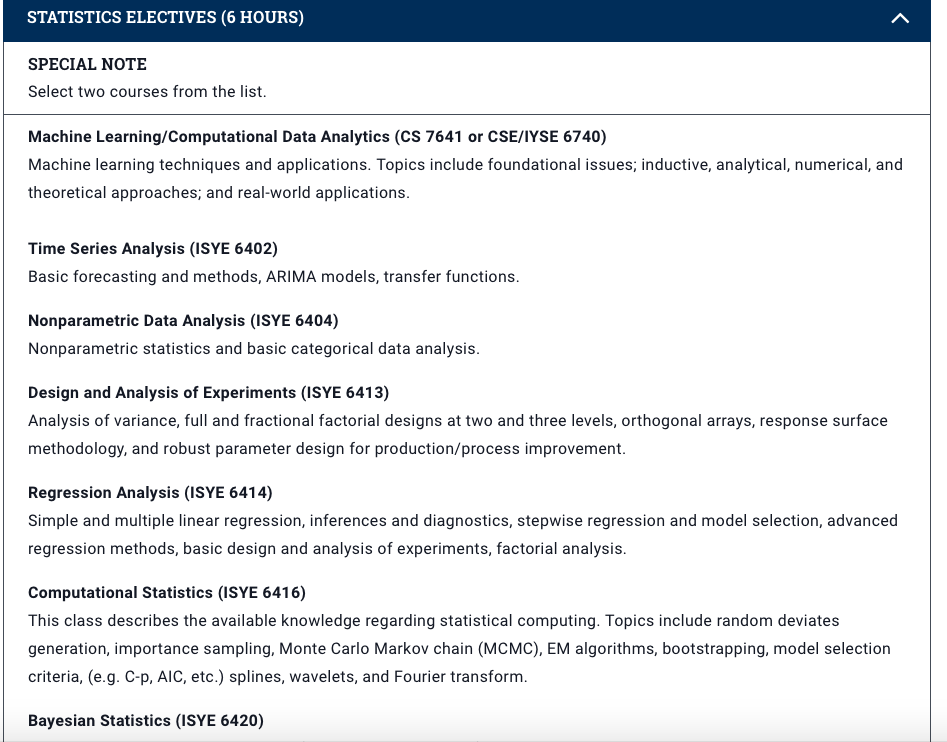 STATISTICS ELECTIVES (6 HOURS)
SPECIAL NOTE
Select two courses from the list.
Machine Learning/Computational Data Analytics (CS 7641 or CSE/IYSE 6740)
Machine learning techniques and applications. Topics include foundational issues; inductive, analytical, numerical, and
theoretical approaches; and real-world applications.
Time Series Analysis (ISYE 6402)
Basic forecasting and methods, ARIMA models, transfer functions.
Nonparametric Data Analysis (ISYE 6404)
Nonparametric statistics and basic categorical data analysis.
Design and Analysis of Experiments (ISYE 6413)
Analysis of variance, full and fractional factorial designs at two and three levels, orthogonal arrays, response surface
methodology, and robust parameter design for production/process improvement.
Regression Analysis (ISYE 6414)
Simple and multiple linear regression, inferences and diagnostics, stepwise regression and model selection, advanced
regression methods, basic design and analysis of experiments, factorial analysis.
Computational Statistics (ISYE 6416)
This class describes the available knowledge regarding statistical computing. Topics include random deviates
generation, importance sampling, Monte Carlo Markov chain (MCMC), EM algorithms, bootstrapping, model selection
criteria, (e.g. C-p, AIC, etc.) splines, wavelets, and Fourier transform.
Bayesian Statistics (ISYE 6420)